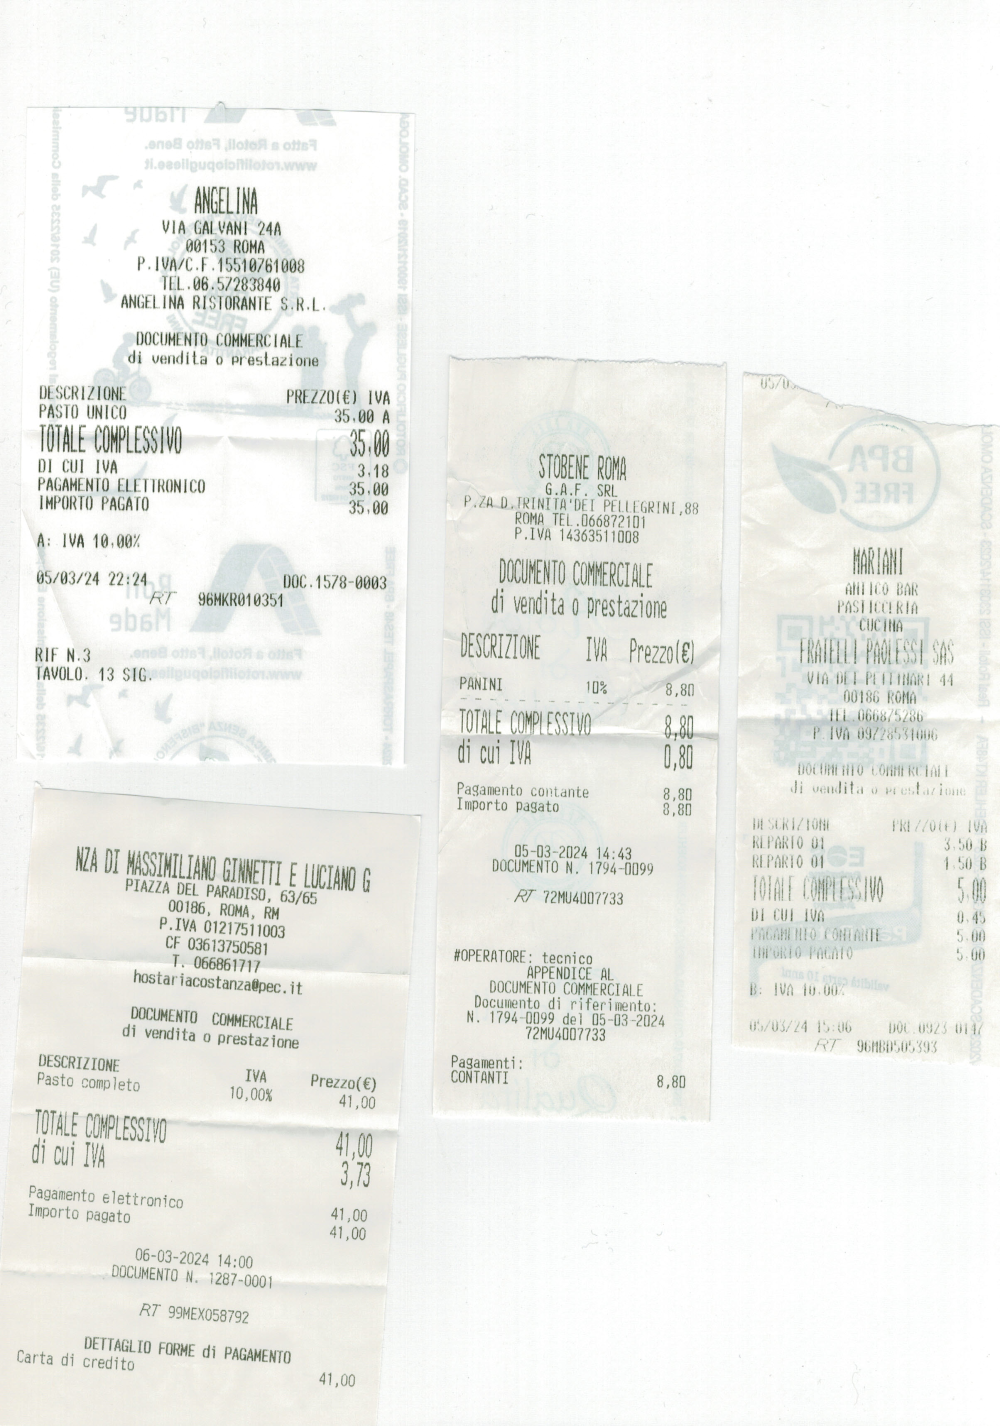 ANGELINA
VIA GALVANI 24A
00153 ROMA
P.IVA/C.F.15510761008
TEL.06.57283840
ANGELINA RISTORANTE S.R.L.
DOCUMENTO COMMERCIALE
di vendita o prestazione
DESCRIZIONE PREZZO(€) IVA
PASTO UNICO 35,00 A
TOTALE COMPLESSIVO 35,00
DI CUI IVA 3,18
PAGAMENTO ELETTRONICO 35,00
IMPORTO PAGATO 35,00
A: IVA 10,00%
05/03/24 22:24 DOC.1578-0003
RT 96MKR010351
RIF N.3
TAVOLO. 13 SIG.
NZA DI MASSIMILIANO GINNETTI E LUCIANO G
PIAZZA DEL PARADISO, 63/65
00186, ROMA, RM
P.IVA 01217511003
CF 03613750581
T. 066861717
hostariacostanza@pec.it
DOCUMENTO COMMERCIALE
di vendita o prestazione
DESCRIZIONE IVA Prezzo(€)
Pasto completo 10,00% 41,00
TOTALE COMPLESSIVO 41,00
di cui IVA 3,73
Pagamento elettronico 41,00
Importo pagato 41,00
06-03-2024 14:00
DOCUMENTO N. 1287-0001
RT 99MEX058792
DETTAGLIO FORME di PAGAMENTO
Carta di credito 41,00
STOBENE ROMA
G.A.F. SRL
P.ZA D.TRINITA'DEI PELLEGRINI,88
ROMA TEL.066872101
P.IVA 14363511008
DOCUMENTO COMMERCIALE
di vendita o prestazione
DESCRIZIONE IVA Prezzo(€)
PANINI 10% 8,80
TOTALE COMPLESSIVO 8,80
di cui IVA 0,80
Pagamento contante 8,80
Importo pagato 8,80
05-03-2024 14:43
DOCUMENTO N. 1794-0099
RT 72MU4007733
#OPERATORE: tecnico
APPENDICE AL
DOCUMENTO COMMERCIALE
Documento di riferimento:
N. 1794-0099 del 05-03-2024
72MU4007733
Pagamenti:
CONTANTI 8,80
BPA
FREE
MARIANI
ANTICO BAR
PASTICCERIA
CUCINA
FRATELLI PAOLESSI SAS
VIA DEI PETTINARI 44
00186 ROMA
TEL.066875286
P.IVA 09728531006
DOCUMENTO COMMERCIALE
di vendita o prestazione
DESCRIZIONE PREZZO(€) IVA
REPARTO 01 3,50 B
REPARTO 01 1,50 B
TOTALE COMPLESSIVO 5,00
DI CUI IVA 0,45
PAGAMENTO CONTANTE 5,00
IMPORTO PAGATO 5,00
B: IVA 10,00%
05/03/24 15:06 DOC.0923-0147
RT 96MB0505393